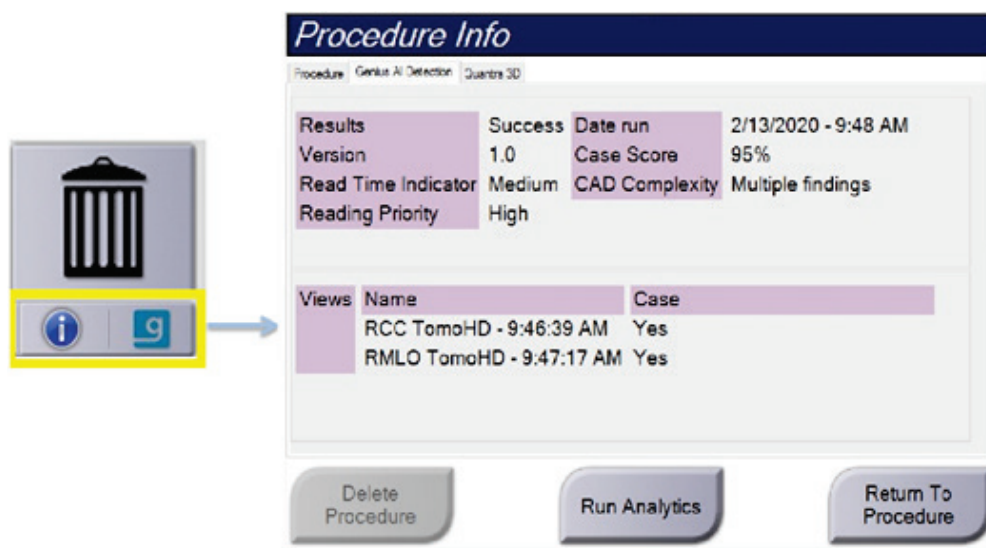 Procedure Info
Procedure Genius AI Detection Quantra 3D
Results Success Date run 2/13/2020 - 9:48 AM
Version 1.0 Case Score 95%
Read Time Indicator Medium CAD Complexity Multiple findings
Reading Priority High
i g
Views Name Case
RCC TomoHD - 9:46:39 AM Yes
RMLO TomoHD - 9:47:17 AM Yes
Delete Procedure
Run Analytics
Return To Procedure